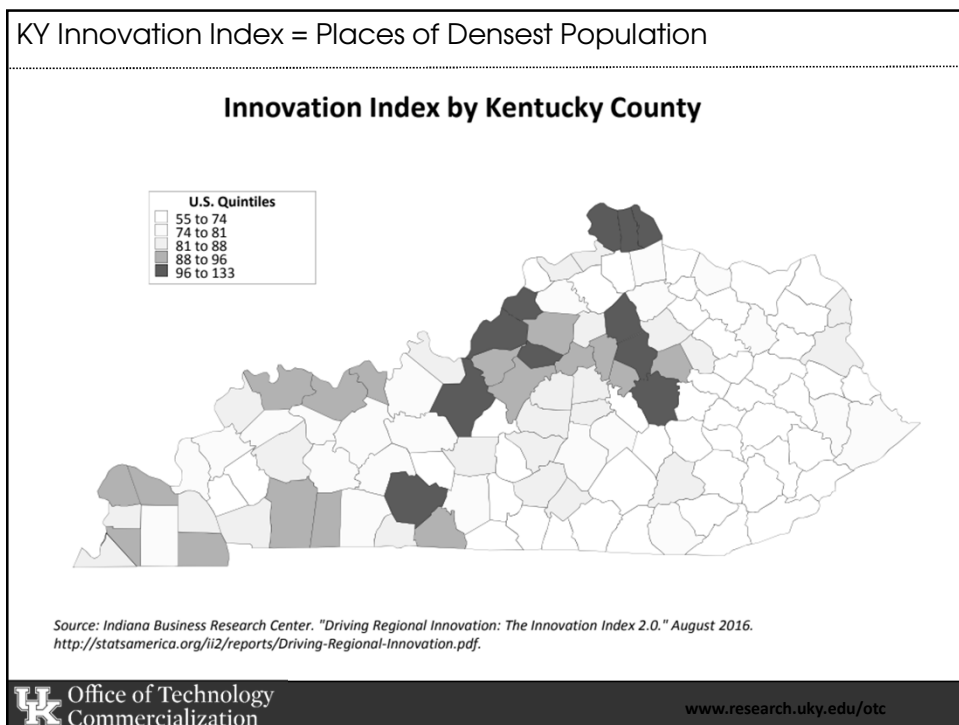 KY Innovation Index = Places of Densest Population
Innovation Index by Kentucky County
U.S. Quintiles
55 to 74
74 to 81
81 to 88
88 to 96
96 to 133
Source: Indiana Business Research Center. "Driving Regional Innovation: The Innovation Index 2.0." August 2016.
http://statsamerica.org/ii2/reports/Driving-Regional-Innovation.pdf.
UK Office of Technology
Commercialization
www.research.uky.edu/otc